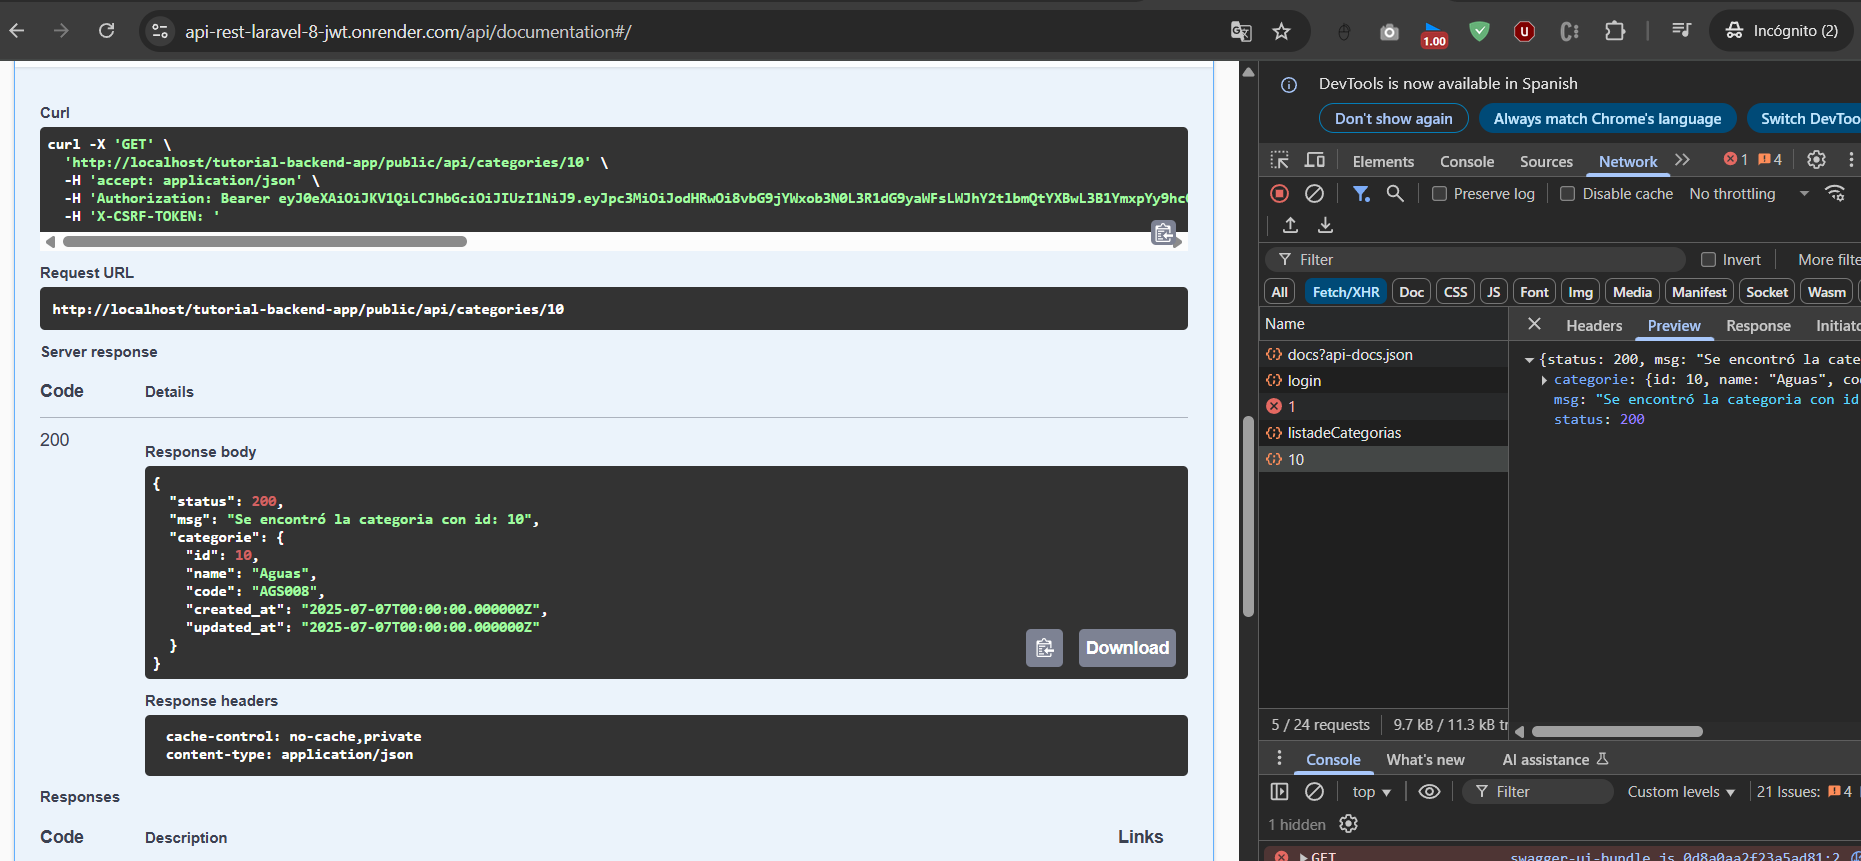 api-rest-laravel-8-jwt.onrender.com/api/documentation#/
1.00
Incógnito (2)
Curl
curl -X 'GET' \
'http://localhost/tutorial-backend-app/public/api/categories/10' \
-H 'accept: application/json' \
-H 'Authorization: Bearer eyJ0eXAiOiJKV1QiLCJhbGciOiJIUzI1NiJ9.eyJpc3MiOiJodHRwOi8vbG9jYWxob3N0L3R1dG9yaWFsLWJhY2tlbmQtYXBwL3B1YmxpYy9hc
-H 'X-CSRF-TOKEN: '
Request URL
http://localhost/tutorial-backend-app/public/api/categories/10
Server response
Code Details
200
Response body
{
"status": 200,
"msg": "Se encontró la categoria con id: 10",
"categorie": {
"id": 10,
"name": "Aguas",
"code": "AGS008",
"created_at": "2025-07-07T00:00:00.000000Z",
"updated_at": "2025-07-07T00:00:00.000000Z"
}
}
Download
Response headers
cache-control: no-cache,private
content-type: application/json
Responses
Code Description Links
DevTools is now available in Spanish
Don't show again Always match Chrome's language Switch DevToo
Elements Console Sources Network 1 4
Preserve log Disable cache No throttling
Filter Invert More filte
All Fetch/XHR Doc CSS JS Font Img Media Manifest Socket Wasm
Name
docs?api-docs.json
login
1
listadeCategorias
10
Headers Preview Response Initiato
{status: 200, msg: "Se encontró la cate
categorie: {id: 10, name: "Aguas", co
msg: "Se encontró la categoria con id
status: 200
5 / 24 requests 9.7 kB / 11.3 kB tr
Console What's new AI assistance
top Filter Custom levels 21 Issues: 4
1 hidden
GET swagger-ui-bundle.js.0d8a0aa2f23a5ad81:2